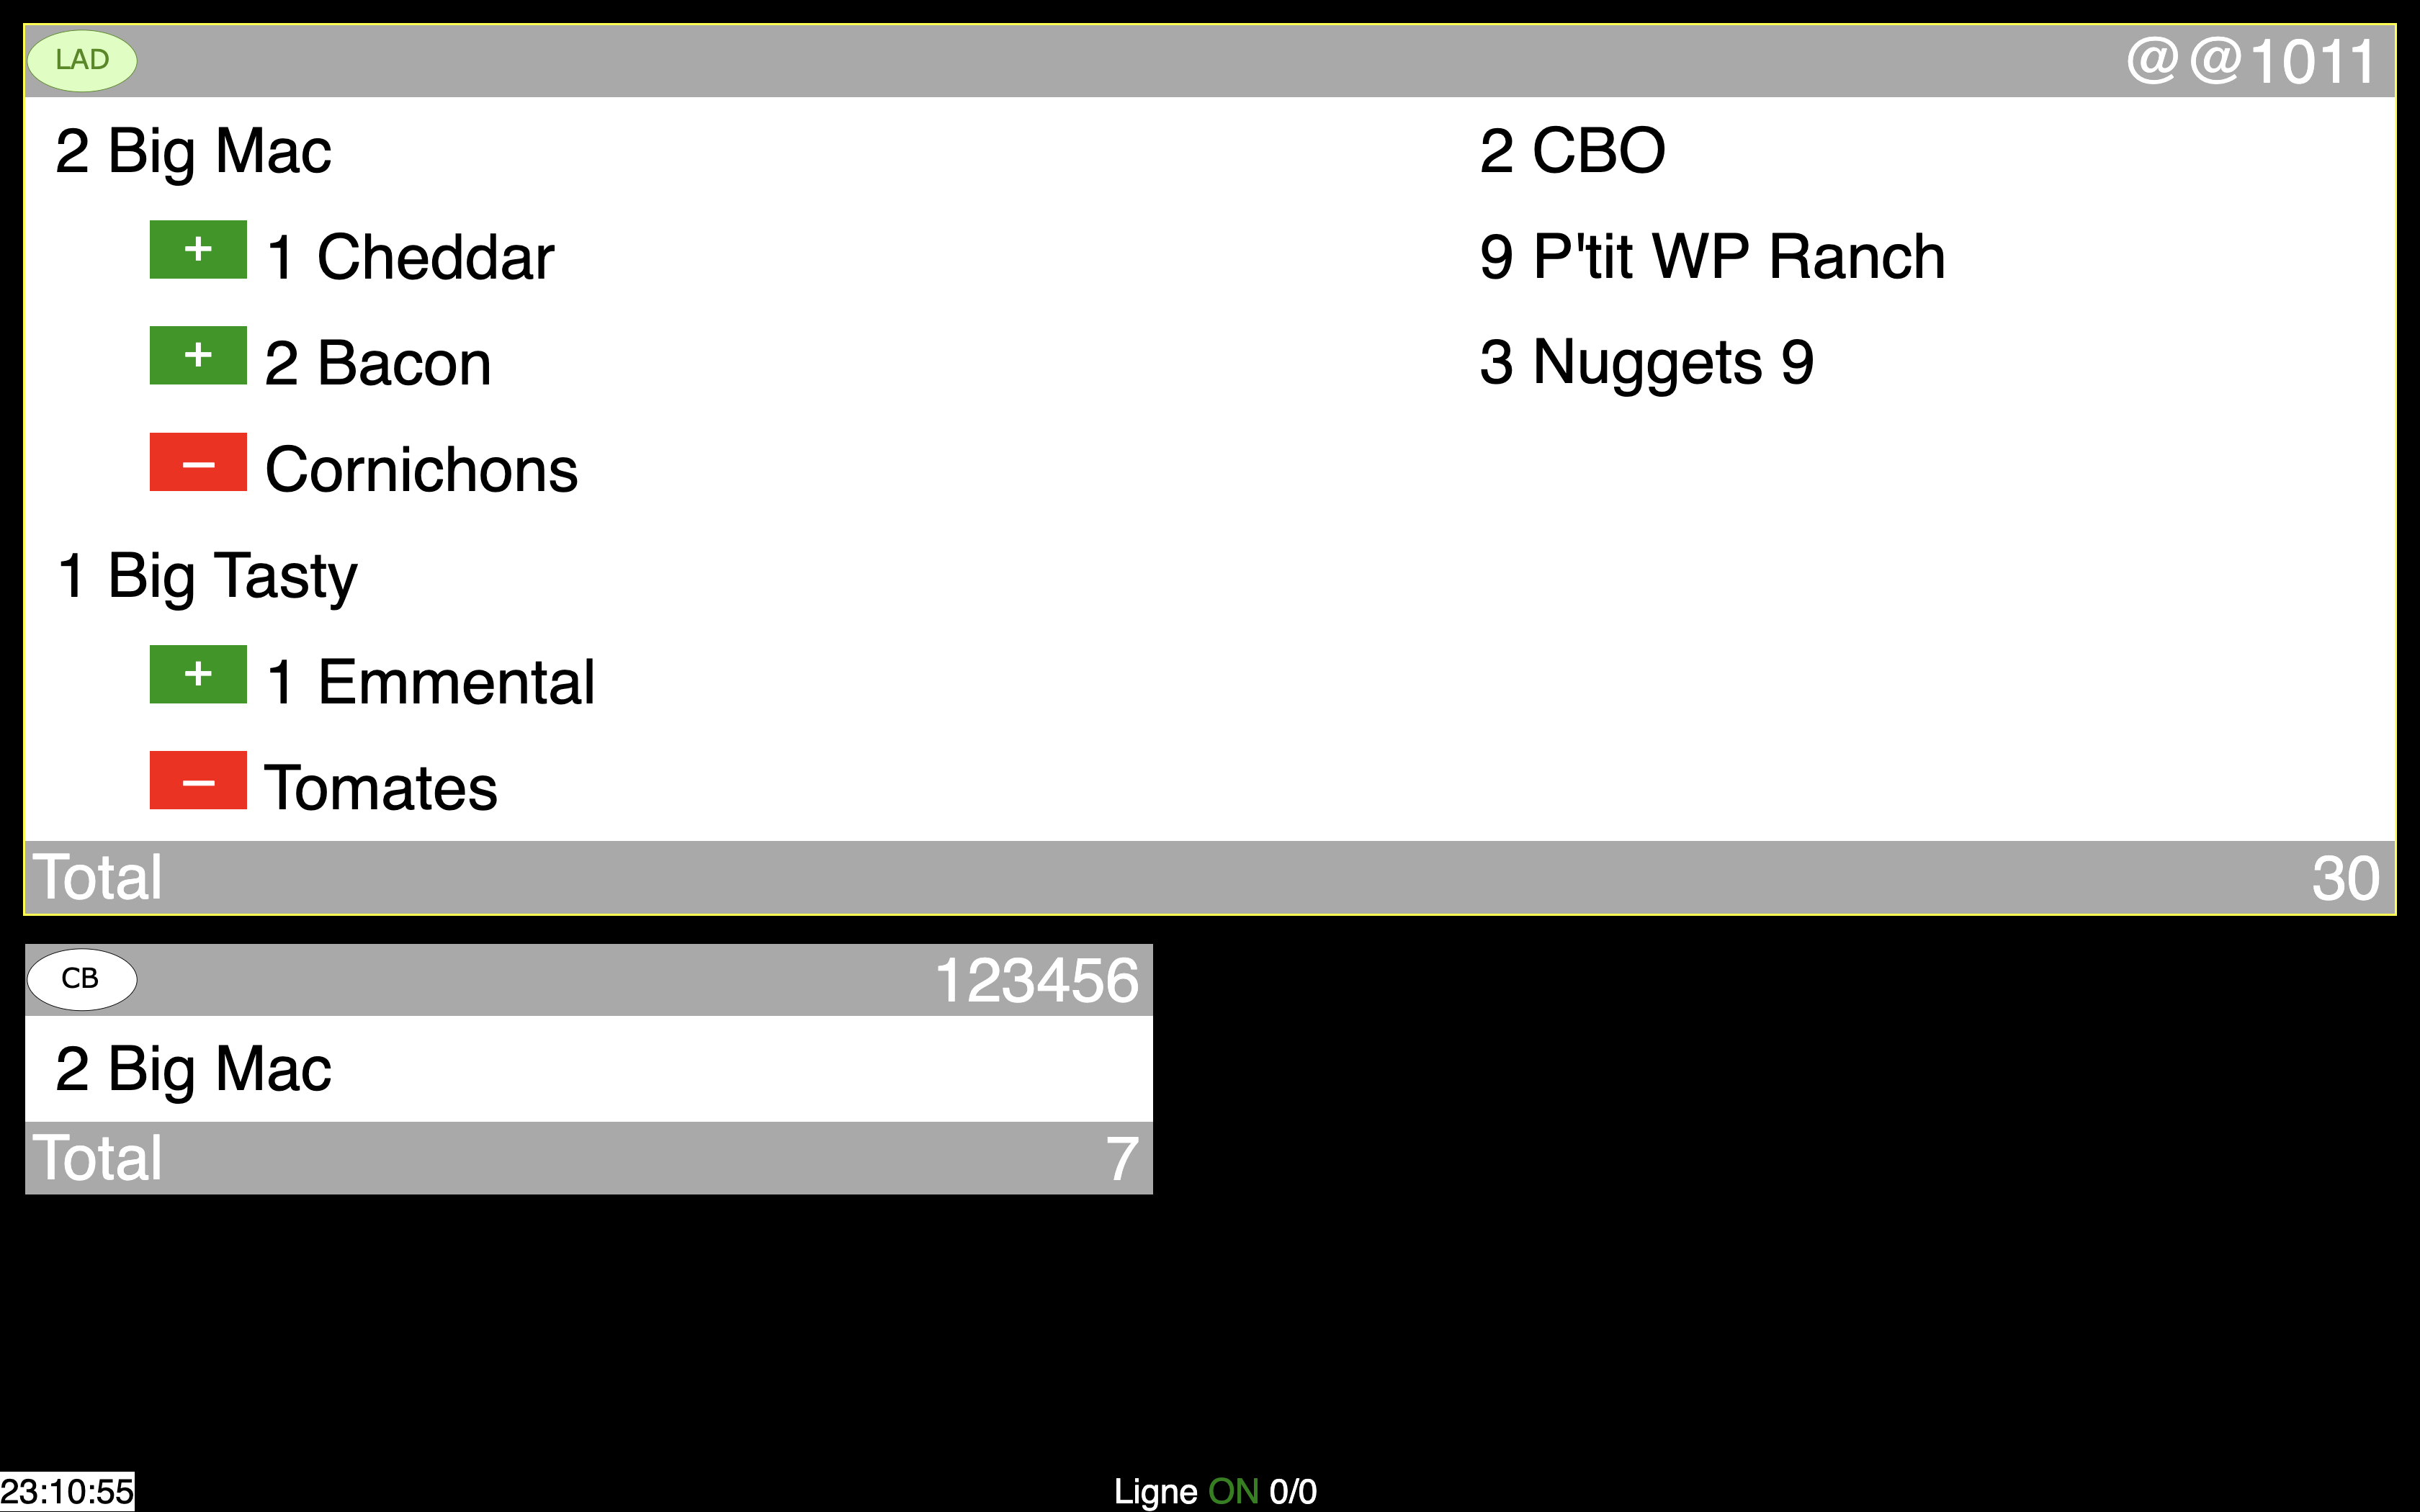 LAD @@1011
2 Big Mac
+ 1 Cheddar
+ 2 Bacon
– Cornichons
1 Big Tasty
+ 1 Emmental
– Tomates
2 CBO
9 P'tit WP Ranch
3 Nuggets 9
Total 30
CB 123456
2 Big Mac
Total 7
23:10:55
Ligne ON 0/0